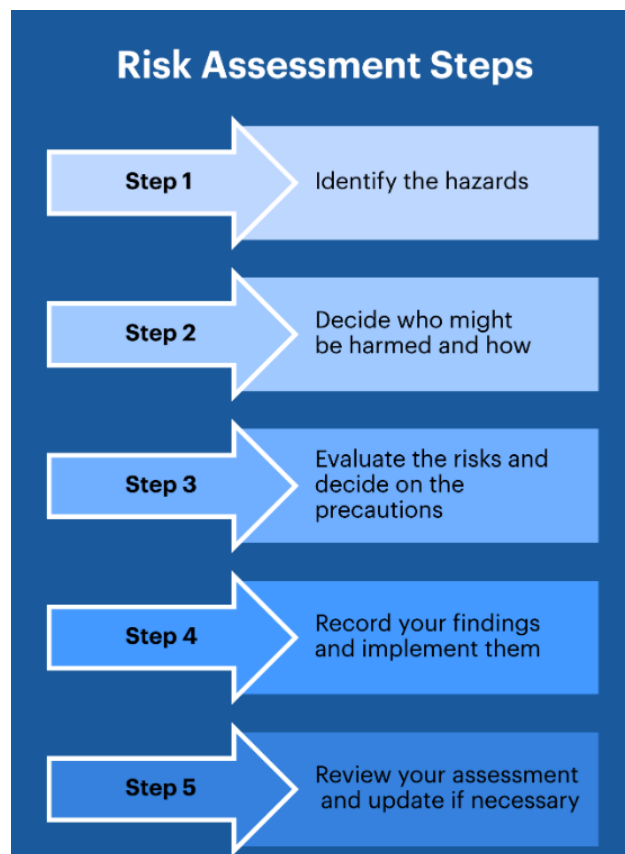 Risk Assessment Steps
Step 1
Identify the hazards
Step 2
Decide who might
be harmed and how
Step 3
Evaluate the risks and
decide on the
precautions
Step 4
Record your findings
and implement them
Step 5
Review your assessment
and update if necessary